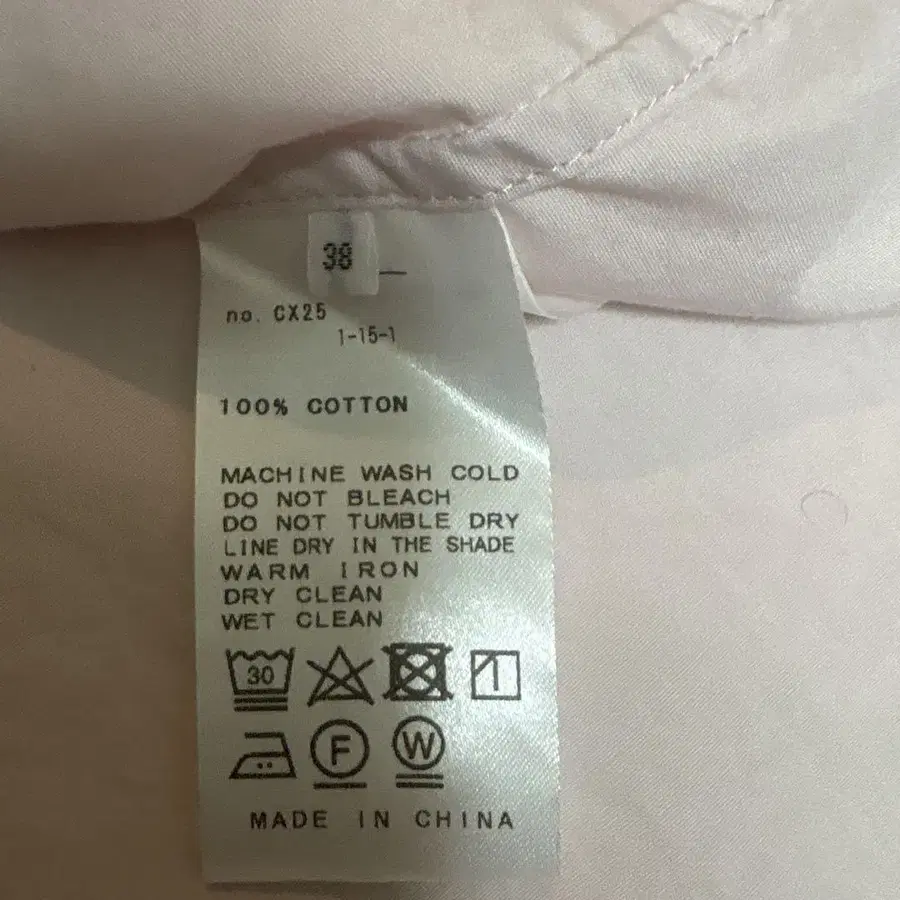 38
no. CX25
1-15-1
100% COTTON
MACHINE WASH COLD
DO NOT BLEACH
DO NOT TUMBLE DRY
LINE DRY IN THE SHADE
WARM IRON
DRY CLEAN
WET CLEAN
30
F W
MADE IN CHINA